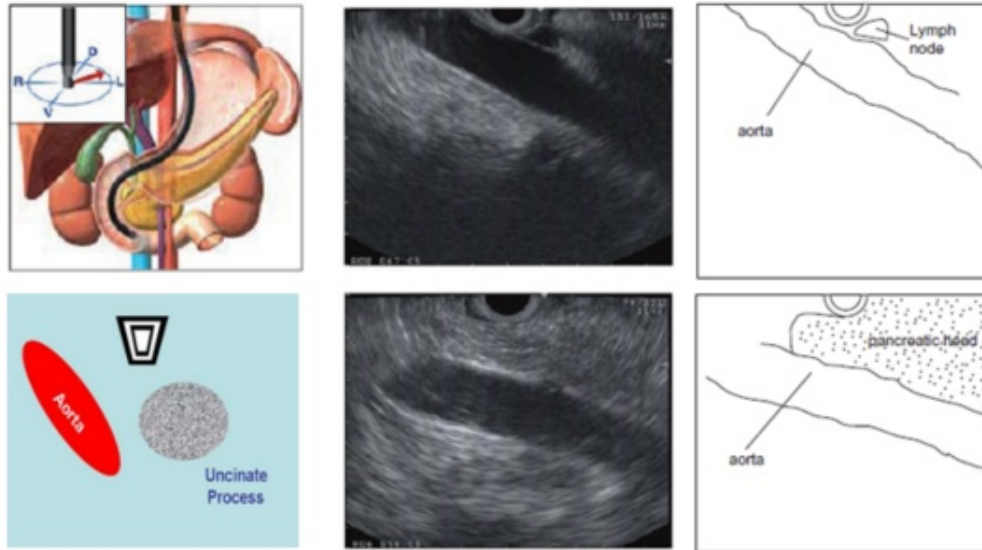 D
R
L
V
Lymph
node
aorta
Aorta
Uncinate
Process
pancreatic head
aorta